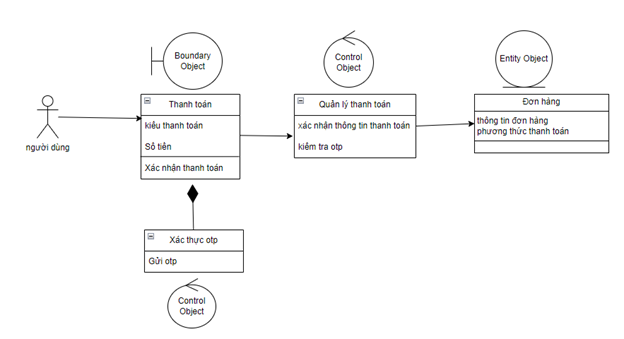 Boundary
Object
Control
Object
Entity Object
người dùng
Thanh toán
kiểu thanh toán
Số tiền
Xác nhận thanh toán
Quản lý thanh toán
xác nhận thông tin thanh toán
kiểm tra otp
Đơn hàng
thông tin đơn hàng
phương thức thanh toán
Xác thực otp
Gửi otp
Control
Object